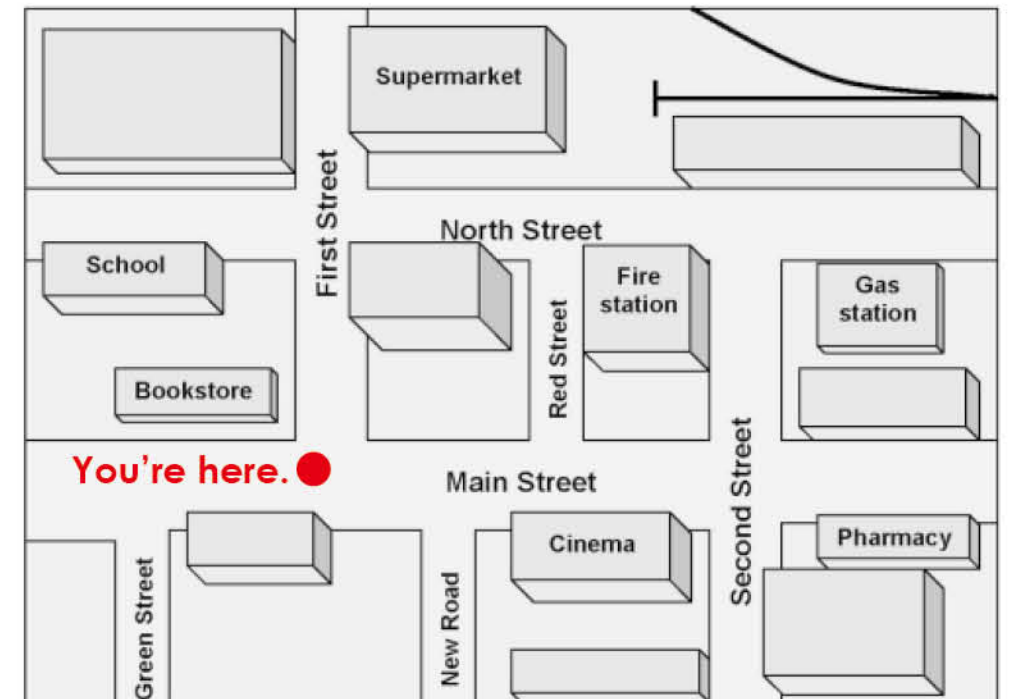 Supermarket
First Street
North Street
School
Fire
station
Gas
station
Red Street
Bookstore
You're here.
Main Street
Second Street
Cinema
Pharmacy
Green Street
New Road